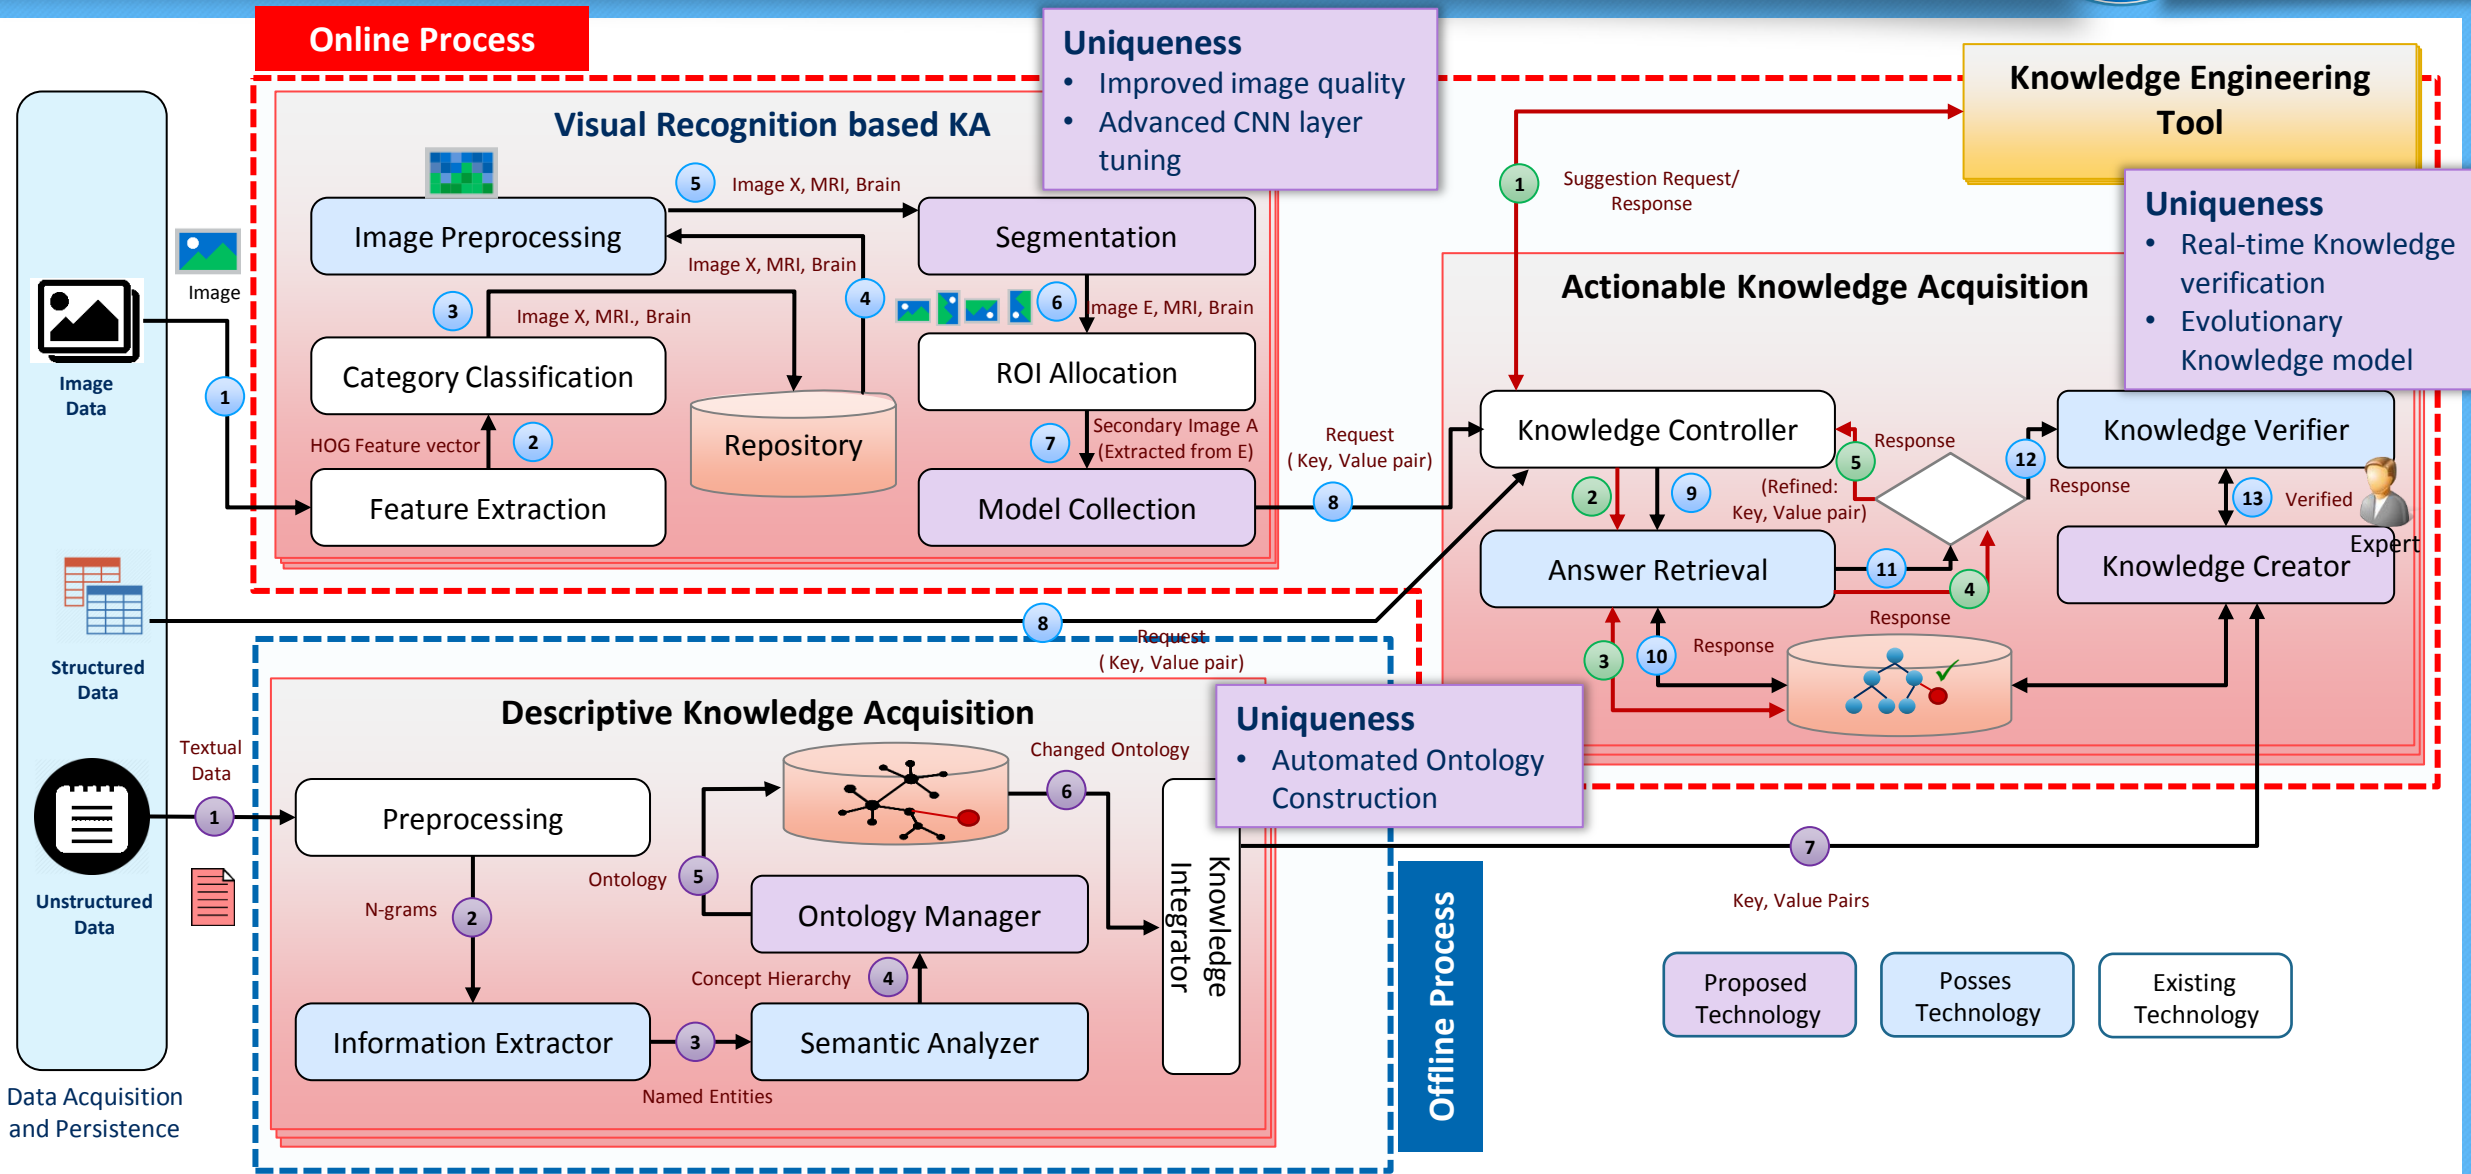 Online Process
Uniqueness
• Improved image quality
• Advanced CNN layer
tuning
Knowledge Engineering
Tool
Visual Recognition based KA
5
Image X, MRI, Brain
1
Suggestion Request/
Response
Uniqueness
• Real-time Knowledge
verification
• Evolutionary
Knowledge model
Image Preprocessing
Segmentation
Image
Image X, MRI, Brain
3
4
6
Image X, MRI., Brain
Image E, MRI, Brain
Actionable Knowledge Acquisition
Image
Data
1
Category Classification
ROI Allocation
HOG Feature vector
2
Repository
7
Secondary Image A
(Extracted from E)
Request
( Key, Value pair)
8
Feature Extraction
Model Collection
Knowledge Controller
Response
5
12
Response
Knowledge Verifier
2
9
(Refined:
Key, Value pair)
13
Verified
Expert
Answer Retrieval
11
4
Response
Knowledge Creator
3
10
Response
Structured
Data
8
Request
( Key, Value pair)
Descriptive Knowledge Acquisition
Uniqueness
• Automated Ontology
Construction
Textual
Data
1
Changed Ontology
6
Preprocessing
Unstructured
Data
N-grams
2
Ontology
5
Ontology Manager
Knowledge
Integrator
7
Key, Value Pairs
Concept Hierarchy
4
Information Extractor
3
Named Entities
Semantic Analyzer
Offline Process
Proposed
Technology
Posses
Technology
Existing
Technology
Data Acquisition
and Persistence